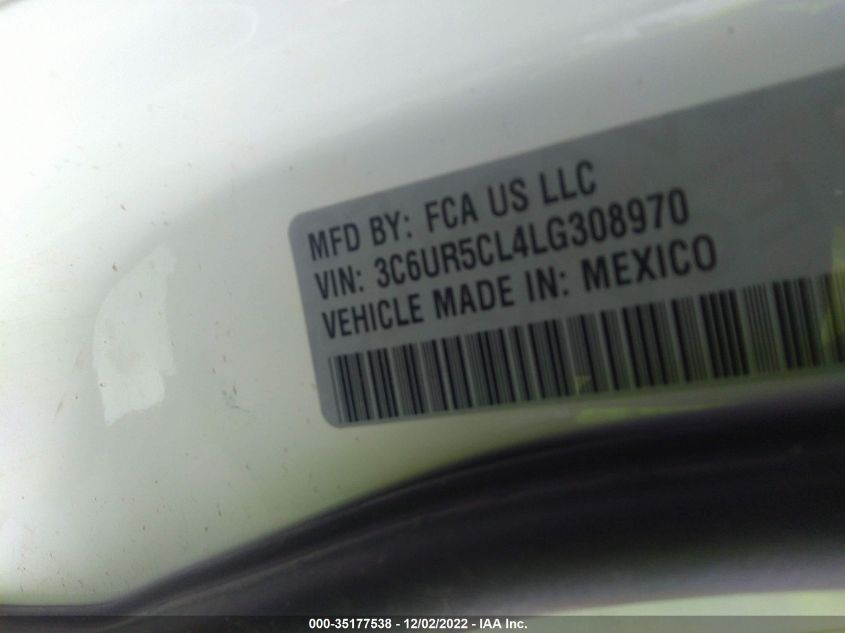 MFD BY: FCA US LLC
VIN: 3C6UR5CL4LG308970
VEHICLE MADE IN: MEXICO
000-35177538 - 12/02/2022 - IAA Inc.